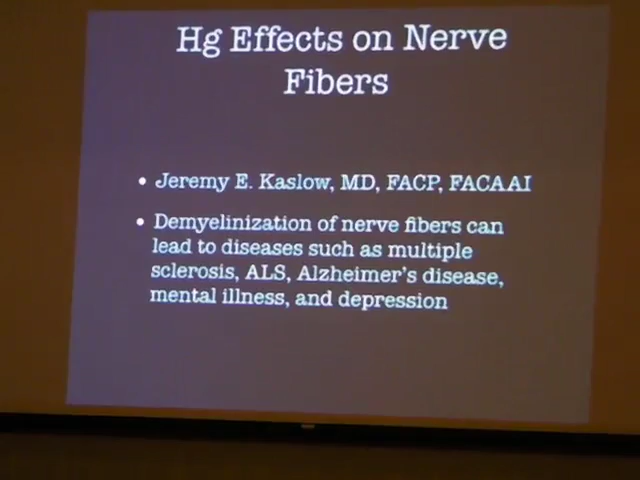 Hg Effects on Nerve
Fibers
• Jeremy E. Kaslow, MD, FACP, FACAAI
• Demyelinization of nerve fibers can
lead to diseases such as multiple
sclerosis, ALS, Alzheimer's disease,
mental illness, and depression